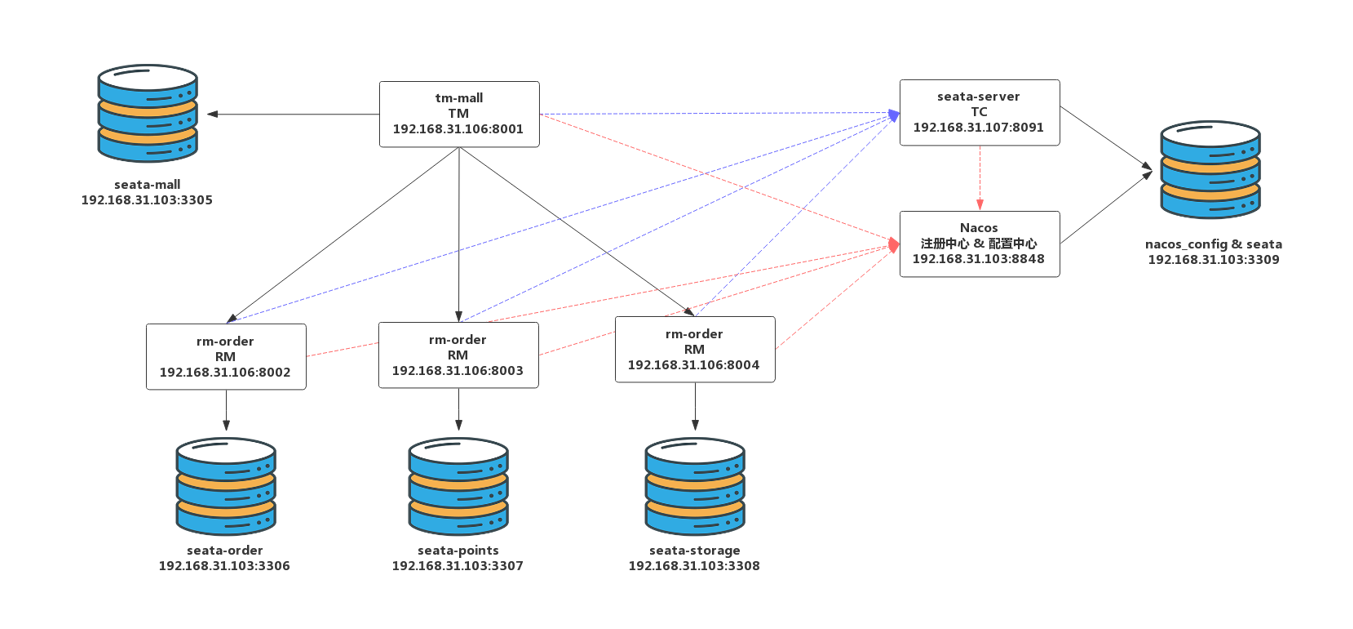 tm-mall
TM
192.168.31.106:8001
seata-server
TC
192.168.31.107:8091
seata-mall
192.168.31.103:3305
Nacos
注册中心 & 配置中心
192.168.31.103:8848
nacos_config & seata
192.168.31.103:3309
rm-order
RM
192.168.31.106:8002
rm-order
RM
192.168.31.106:8003
rm-order
RM
192.168.31.106:8004
seata-order
192.168.31.103:3306
seata-points
192.168.31.103:3307
seata-storage
192.168.31.103:3308